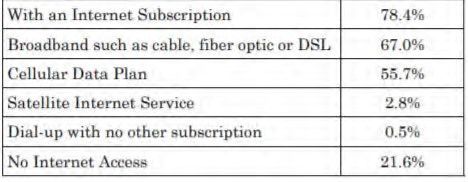 With an Internet Subscription 78.4%
Broadband such as cable, fiber optic or DSL 67.0%
Cellular Data Plan 55.7%
Satellite Internet Service 2.8%
Dial-up with no other subscription 0.5%
No Internet Access 21.6%